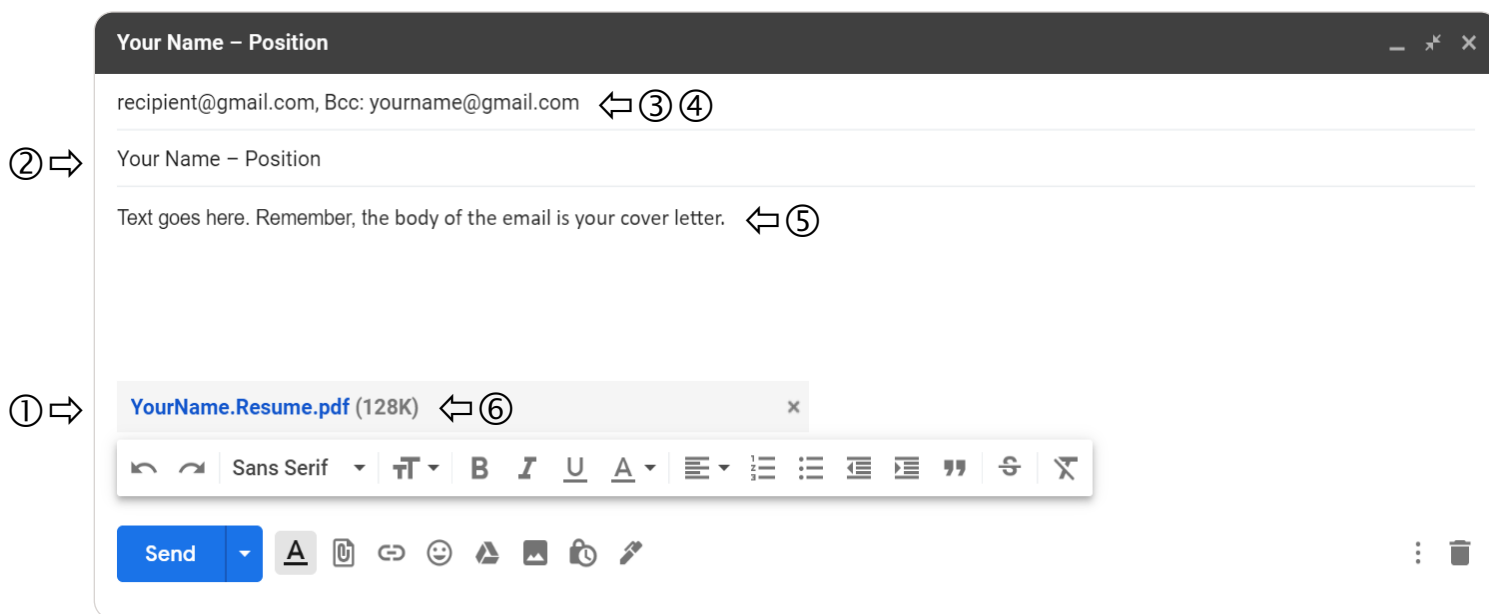 Your Name – Position
recipient@gmail.com, Bcc: yourname@gmail.com ⇦③④
②⇨ Your Name – Position
Text goes here. Remember, the body of the email is your cover letter. ⇦⑤
①⇨ YourName.Resume.pdf (128K) ⇦⑥
Sans Serif
Send